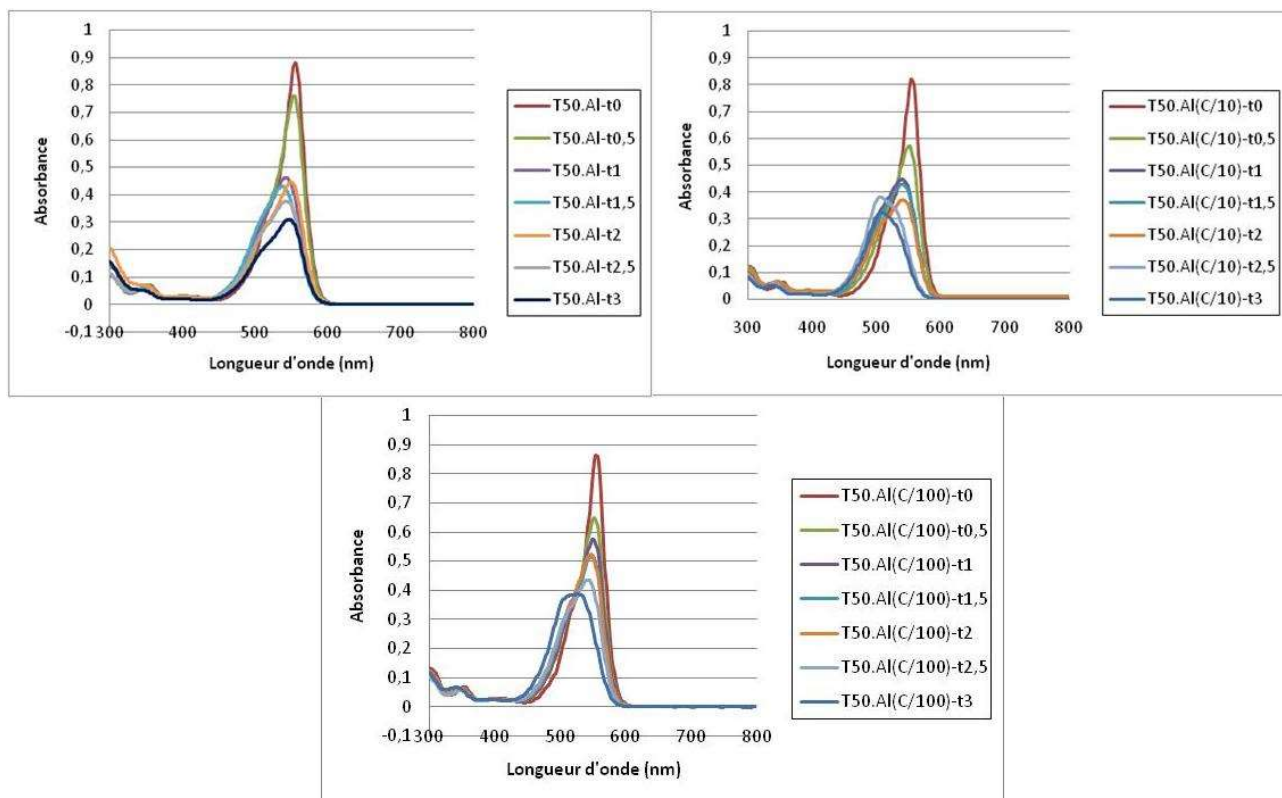 1
0,9
0,8
0,7
0,6
0,5
0,4
0,3
0,2
0,1
0
-0,1
Absorbance
300 400 500 600 700 800
Longueur d'onde (nm)
T50.Al-t0
T50.Al-t0,5
T50.Al-t1
T50.Al-t1,5
T50.Al-t2
T50.Al-t2,5
T50.Al-t3
1
0,9
0,8
0,7
0,6
0,5
0,4
0,3
0,2
0,1
0
Absorbance
300 400 500 600 700 800
Longueur d'onde (nm)
T50.Al(C/10)-t0
T50.Al(C/10)-t0,5
T50.Al(C/10)-t1
T50.Al(C/10)-t1,5
T50.Al(C/10)-t2
T50.Al(C/10)-t2,5
T50.Al(C/10)-t3
1
0,9
0,8
0,7
0,6
0,5
0,4
0,3
0,2
0,1
0
-0,1
Absorbance
300 400 500 600 700 800
Longueur d'onde (nm)
T50.Al(C/100)-t0
T50.Al(C/100)-t0,5
T50.Al(C/100)-t1
T50.Al(C/100)-t1,5
T50.Al(C/100)-t2
T50.Al(C/100)-t2,5
T50.Al(C/100)-t3